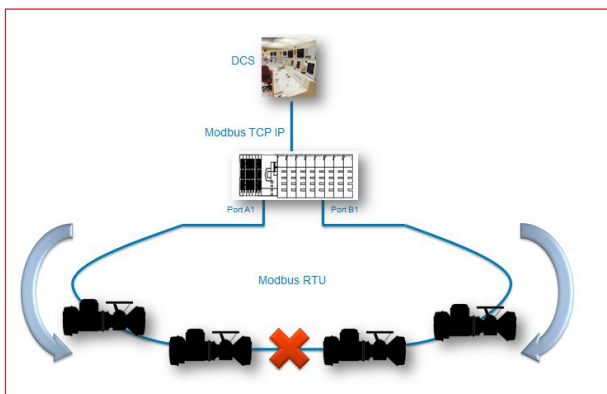 DCS
Modbus TCP IP
Port A1
Port B1
Modbus RTU